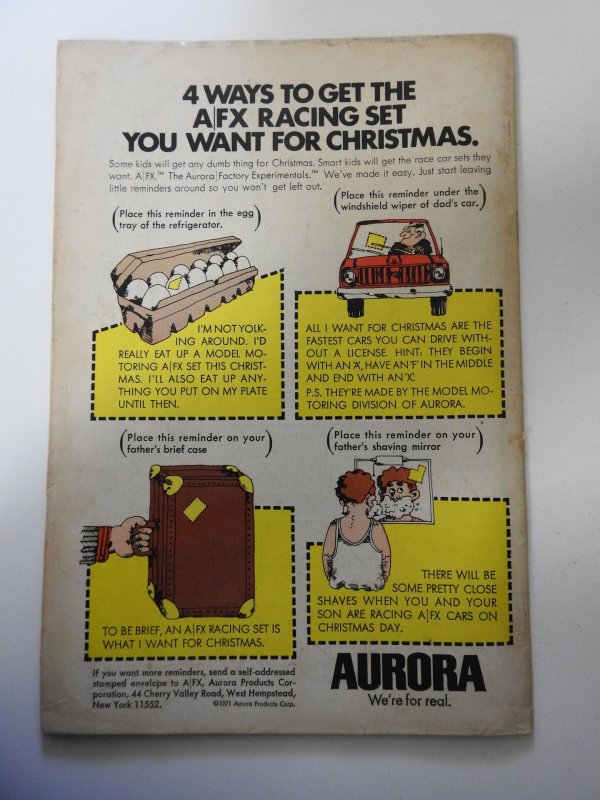 4 WAYS TO GET THE
A|FX RACING SET
YOU WANT FOR CHRISTMAS.
Some kids will get any dumb thing for Christmas. Smart kids will get the race car sets they
want. A|FX.™ The Aurora|Factory Experimentals.™ We've made it easy. Just start leaving
little reminders around so you won't get left out.
(Place this reminder in the egg
tray of the refrigerator.)
I'M NOT YOLK-
ING AROUND. I'D
REALLY EAT UP A MODEL MO-
TORING A|FX SET THIS CHRIST-
MAS. I'LL ALSO EAT UP ANY-
THING YOU PUT ON MY PLATE
UNTIL THEN.
(Place this reminder under the
windshield wiper of dad's car.)
ALL I WANT FOR CHRISTMAS ARE THE
FASTEST CARS YOU CAN DRIVE WITH-
OUT A LICENSE. HINT: THEY BEGIN
WITH AN 'A', HAVE AN 'F' IN THE MIDDLE
AND END WITH AN 'X'.
P.S. THEY'RE MADE BY THE MODEL MO-
TORING DIVISION OF AURORA.
(Place this reminder on your
father's brief case)
TO BE BRIEF, AN A|FX RACING SET IS
WHAT I WANT FOR CHRISTMAS.
(Place this reminder on your
father's shaving mirror)
THERE WILL BE
SOME PRETTY CLOSE
SHAVES WHEN YOU AND YOUR
SON ARE RACING A|FX CARS ON
CHRISTMAS DAY.
If you want more reminders, send a self-addressed
stamped envelope to A|FX, Aurora Products Cor-
poration, 44 Cherry Valley Road, West Hempstead,
New York 11552. ©1971 Aurora Products Corp.
AURORA
We're for real.